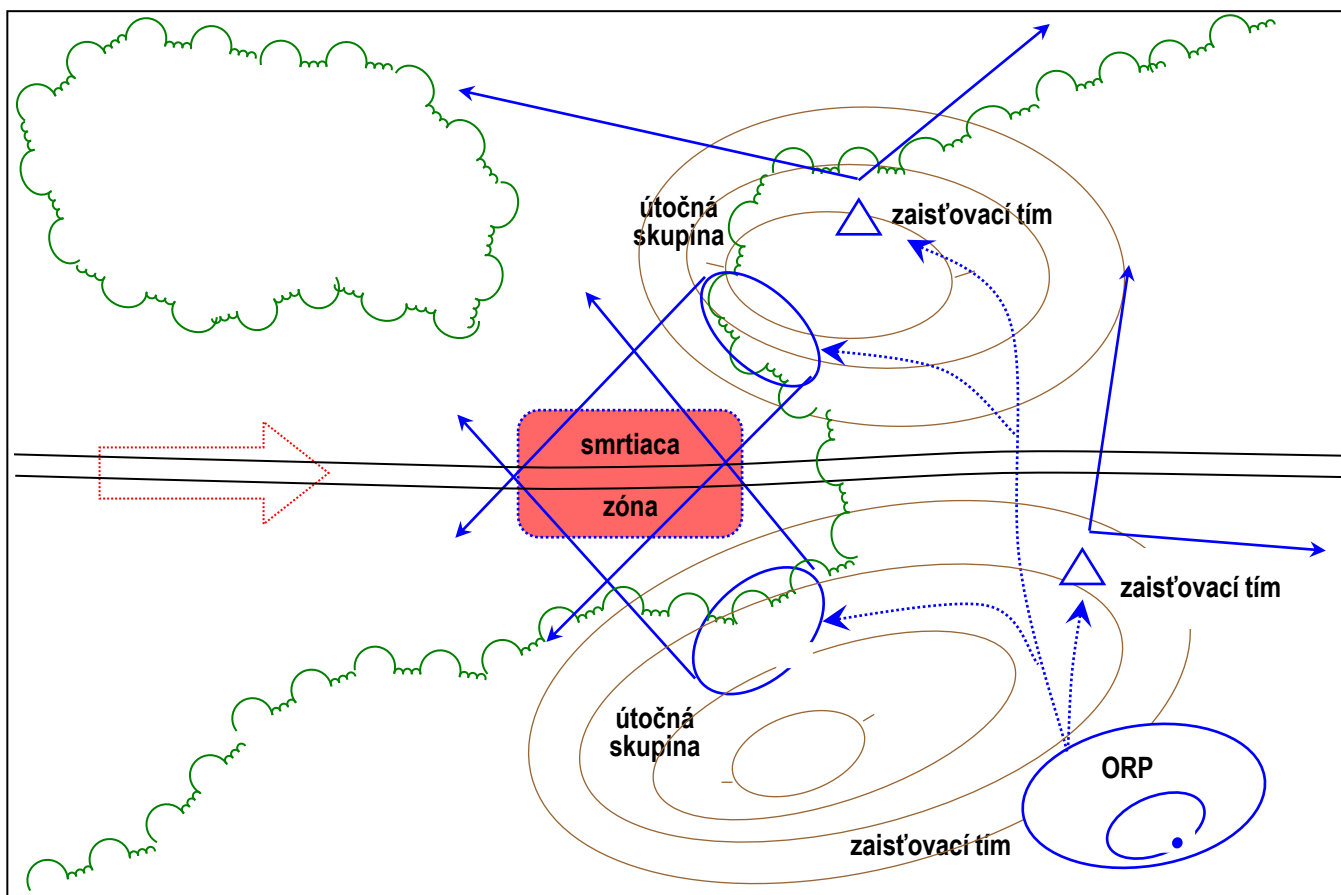 útočná
skupina
zaisťovací tím
smrtiaca
zóna
zaisťovací tím
útočná
skupina
ORP
zaisťovací tím